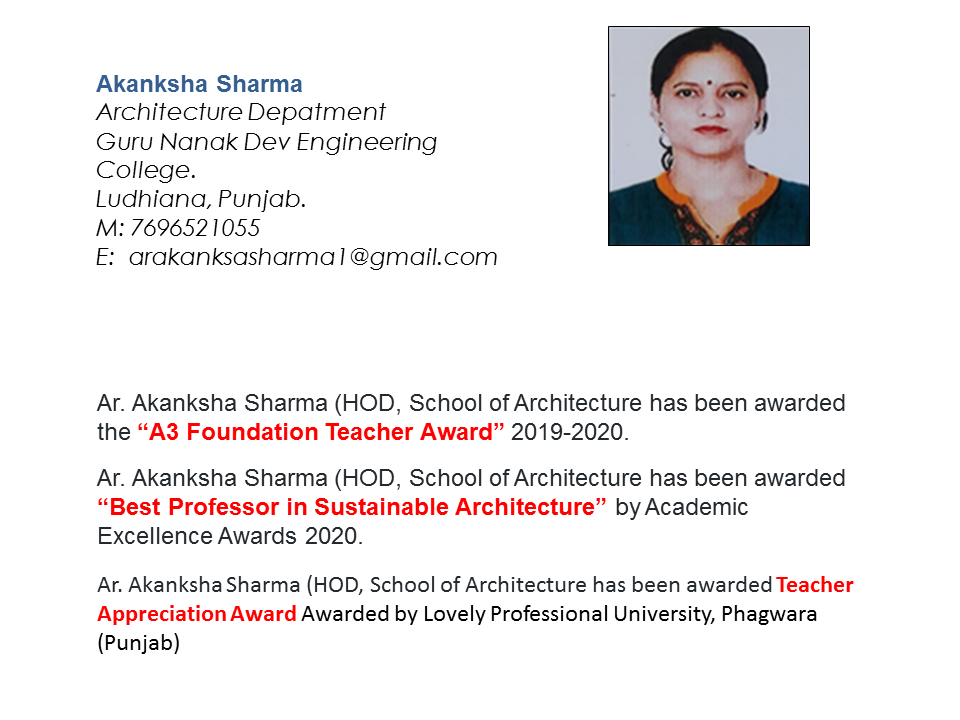 Akanksha Sharma
Architecture Depatment
Guru Nanak Dev Engineering
College.
Ludhiana, Punjab.
M: 7696521055
E:  arakanksasharma1@gmail.com
Ar. Akanksha Sharma (HOD, School of Architecture has been awarded
the “A3 Foundation Teacher Award” 2019-2020.
Ar. Akanksha Sharma (HOD, School of Architecture has been awarded
“Best Professor in Sustainable Architecture” by Academic
Excellence Awards 2020.
Ar. Akanksha Sharma (HOD, School of Architecture has been awarded Teacher
Appreciation Award Awarded by Lovely Professional University, Phagwara
(Punjab)